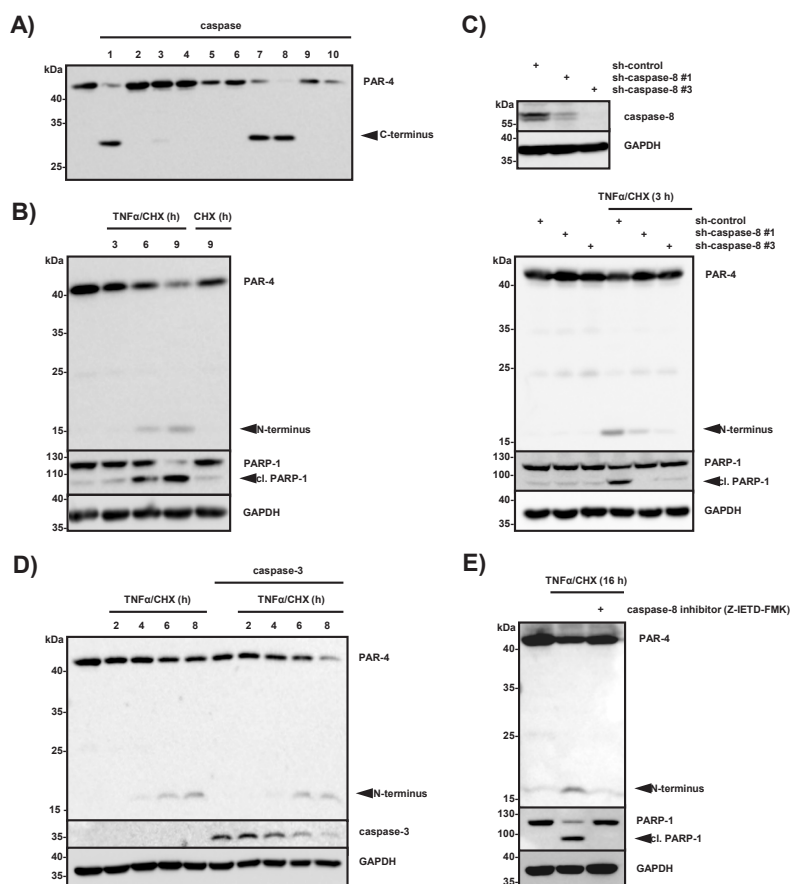 A)
caspase
1 2 3 4 5 6 7 8 9 10
kDa
40-
35-
25-
PAR-4
C-terminus
C)
+ sh-control
+ sh-caspase-8 #1
+ sh-caspase-8 #3
kDa
55-
40-
35-
caspase-8
GAPDH
B)
TNFα/CHX (h) CHX (h)
3 6 9 9
kDa
40-
35-
25-
15-
130-
110-
40-
35-
PAR-4
N-terminus
PARP-1
cl. PARP-1
GAPDH
TNFα/CHX (3 h)
+ + sh-control
+ + sh-caspase-8 #1
+ + sh-caspase-8 #3
kDa
40-
35-
25-
15-
130-
100-
40-
35-
PAR-4
N-terminus
PARP-1
cl. PARP-1
GAPDH
D)
caspase-3
TNFα/CHX (h) TNFα/CHX (h)
2 4 6 8 2 4 6 8
kDa
40-
35-
25-
15-
35-
40-
35-
PAR-4
N-terminus
caspase-3
GAPDH
E)
TNFα/CHX (16 h)
+ caspase-8 inhibitor (Z-IETD-FMK)
kDa
40-
35-
25-
15-
130-
100-
40-
35-
PAR-4
N-terminus
PARP-1
cl. PARP-1
GAPDH